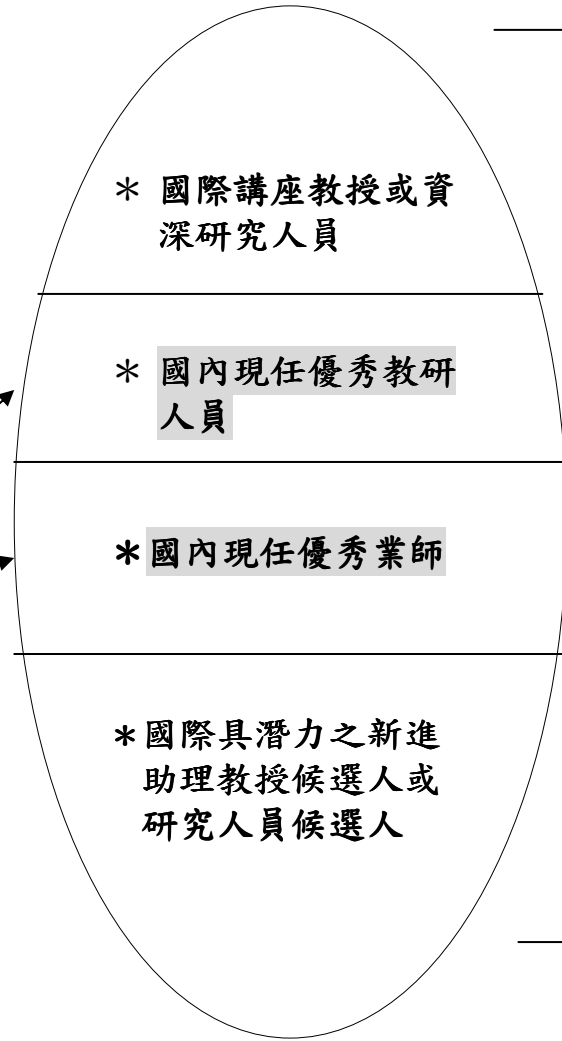 ＊ 國際講座教授或資
深研究人員
＊ 國內現任優秀教研
人員
＊國內現任優秀業師
＊國際具潛力之新進
助理教授候選人或
研究人員候選人